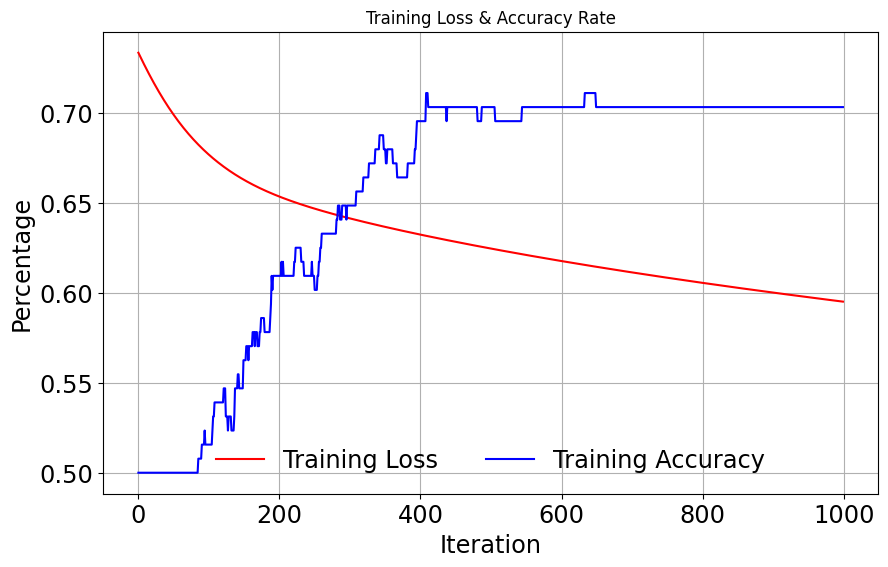 Training Loss & Accuracy Rate
Percentage
0.70
0.65
0.60
0.55
0.50
Training Loss
Training Accuracy
0
200
400
600
800
1000
Iteration